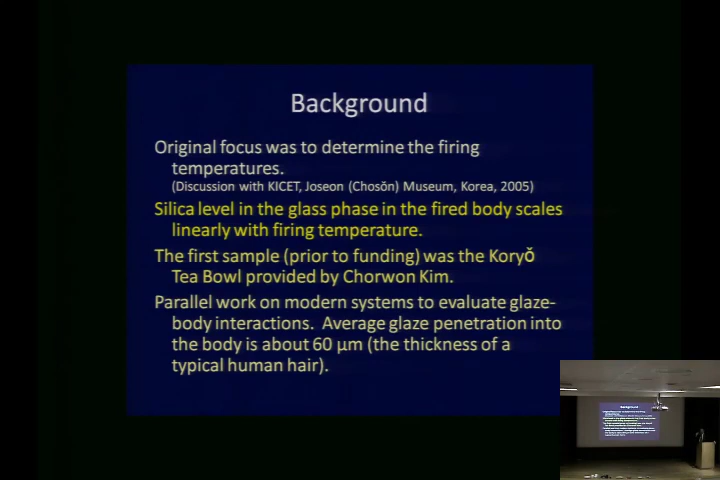 Background
Original focus was to determine the firing
temperatures.
(Discussion with KICET, Joseon (Chosŏn) Museum, Korea, 2005)
Silica level in the glass phase in the fired body scales
linearly with firing temperature.
The first sample (prior to funding) was the Koryǒ
Tea Bowl provided by Chorwon Kim.
Parallel work on modern systems to evaluate glaze-
body interactions. Average glaze penetration into
the body is about 60 µm (the thickness of a
typical human hair).
Background